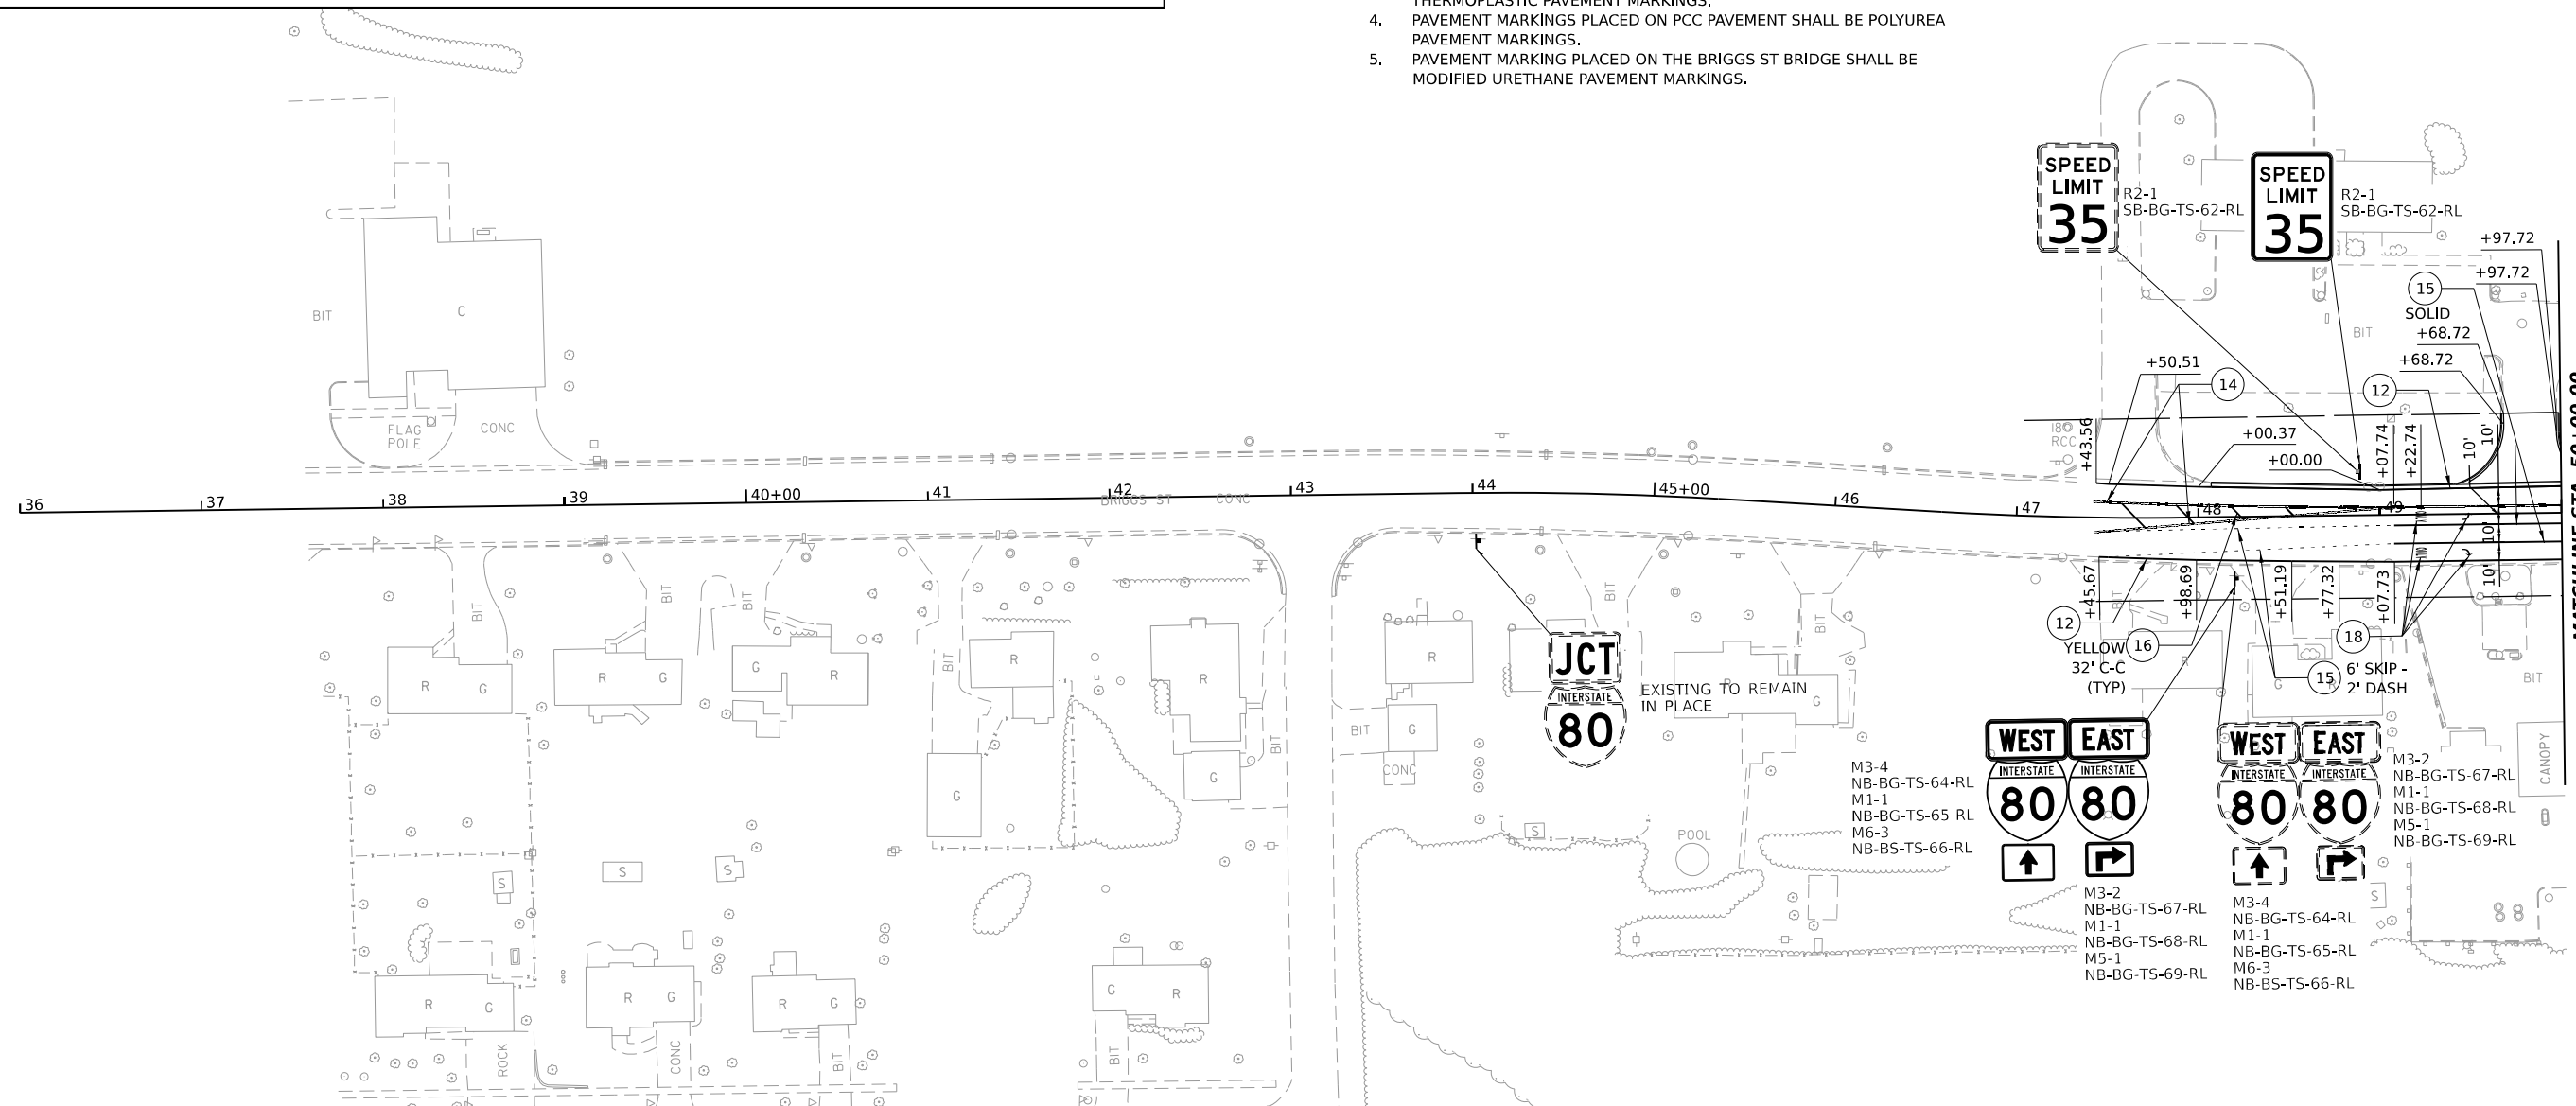 THERMOPLASTIC PAVEMENT MARKINGS.
4. PAVEMENT MARKINGS PLACED ON PCC PAVEMENT SHALL BE POLYUREA
PAVEMENT MARKINGS.
5. PAVEMENT MARKING PLACED ON THE BRIGGS ST BRIDGE SHALL BE
MODIFIED URETHANE PAVEMENT MARKINGS.
SPEED
LIMIT
35
R2-1
SB-BG-TS-62-RL
SPEED
LIMIT
35
R2-1
SB-BG-TS-62-RL
+97.72
+97.72
15
SOLID
+68.72
+68.72
BIT
BIT
C
+50.51
14
12
FLAG
POLE
CONC
18"
RCC
+43.56
+00.37
+00.00
+07.74
+22.74
10'
10'
MATCHLINE STA. 50+00.00
36
37
38
39
40+00
41
42
43
44
45+00
46
47
48
49
BRIGGS ST
CONC
10'
10'
BIT
BIT
BIT
BIT
BIT
BIT
BIT
BIT
+45.67
+98.69
+51.19
+77.32
+07.73
12
YELLOW
32' C-C
(TYP)
16
15
18
6' SKIP -
2' DASH
R
G
R
G
G
R
R
R
R
R
G
R
G
R
BIT
JCT
INTERSTATE
80
EXISTING TO REMAIN
IN PLACE
BIT
G
CONC
G
G
BIT
CANOPY
M3-4
NB-BG-TS-64-RL
M1-1
NB-BG-TS-65-RL
M6-3
NB-BS-TS-66-RL
WEST
INTERSTATE
80
EAST
INTERSTATE
80
WEST
INTERSTATE
80
EAST
INTERSTATE
80
M3-2
NB-BG-TS-67-RL
M1-1
NB-BG-TS-68-RL
M5-1
NB-BG-TS-69-RL
POOL
S
S
S
S
S
M3-2
NB-BG-TS-67-RL
M1-1
NB-BG-TS-68-RL
M5-1
NB-BG-TS-69-RL
M3-4
NB-BG-TS-64-RL
M1-1
NB-BG-TS-65-RL
M6-3
NB-BS-TS-66-RL
R
G
R
G
R
G
G
R
ROCK
CONC
BIT
BIT